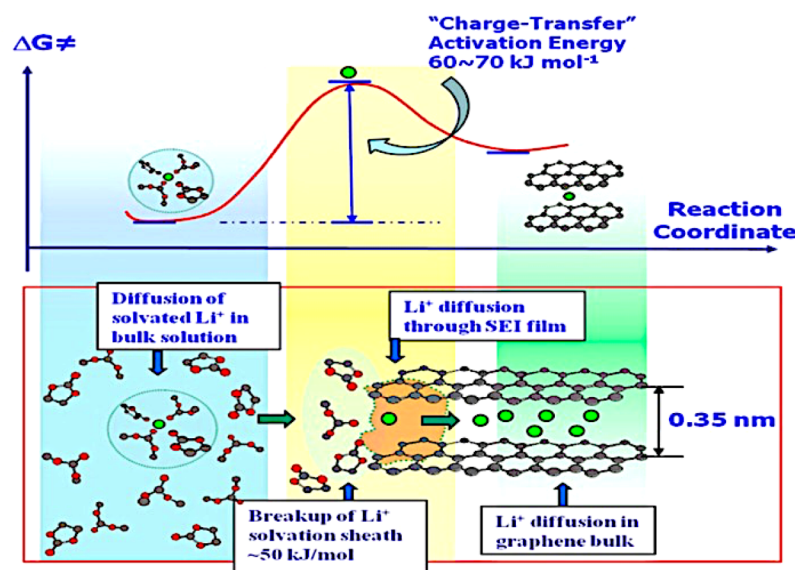 “Charge-Transfer”
Activation Energy
60~70 kJ mol-1
ΔG≠
Reaction
Coordinate
Diffusion of
solvated Li+ in
bulk solution
Li+ diffusion
through SEI film
0.35 nm
Breakup of Li+
solvation sheath
~50 kJ/mol
Li+ diffusion in
graphene bulk